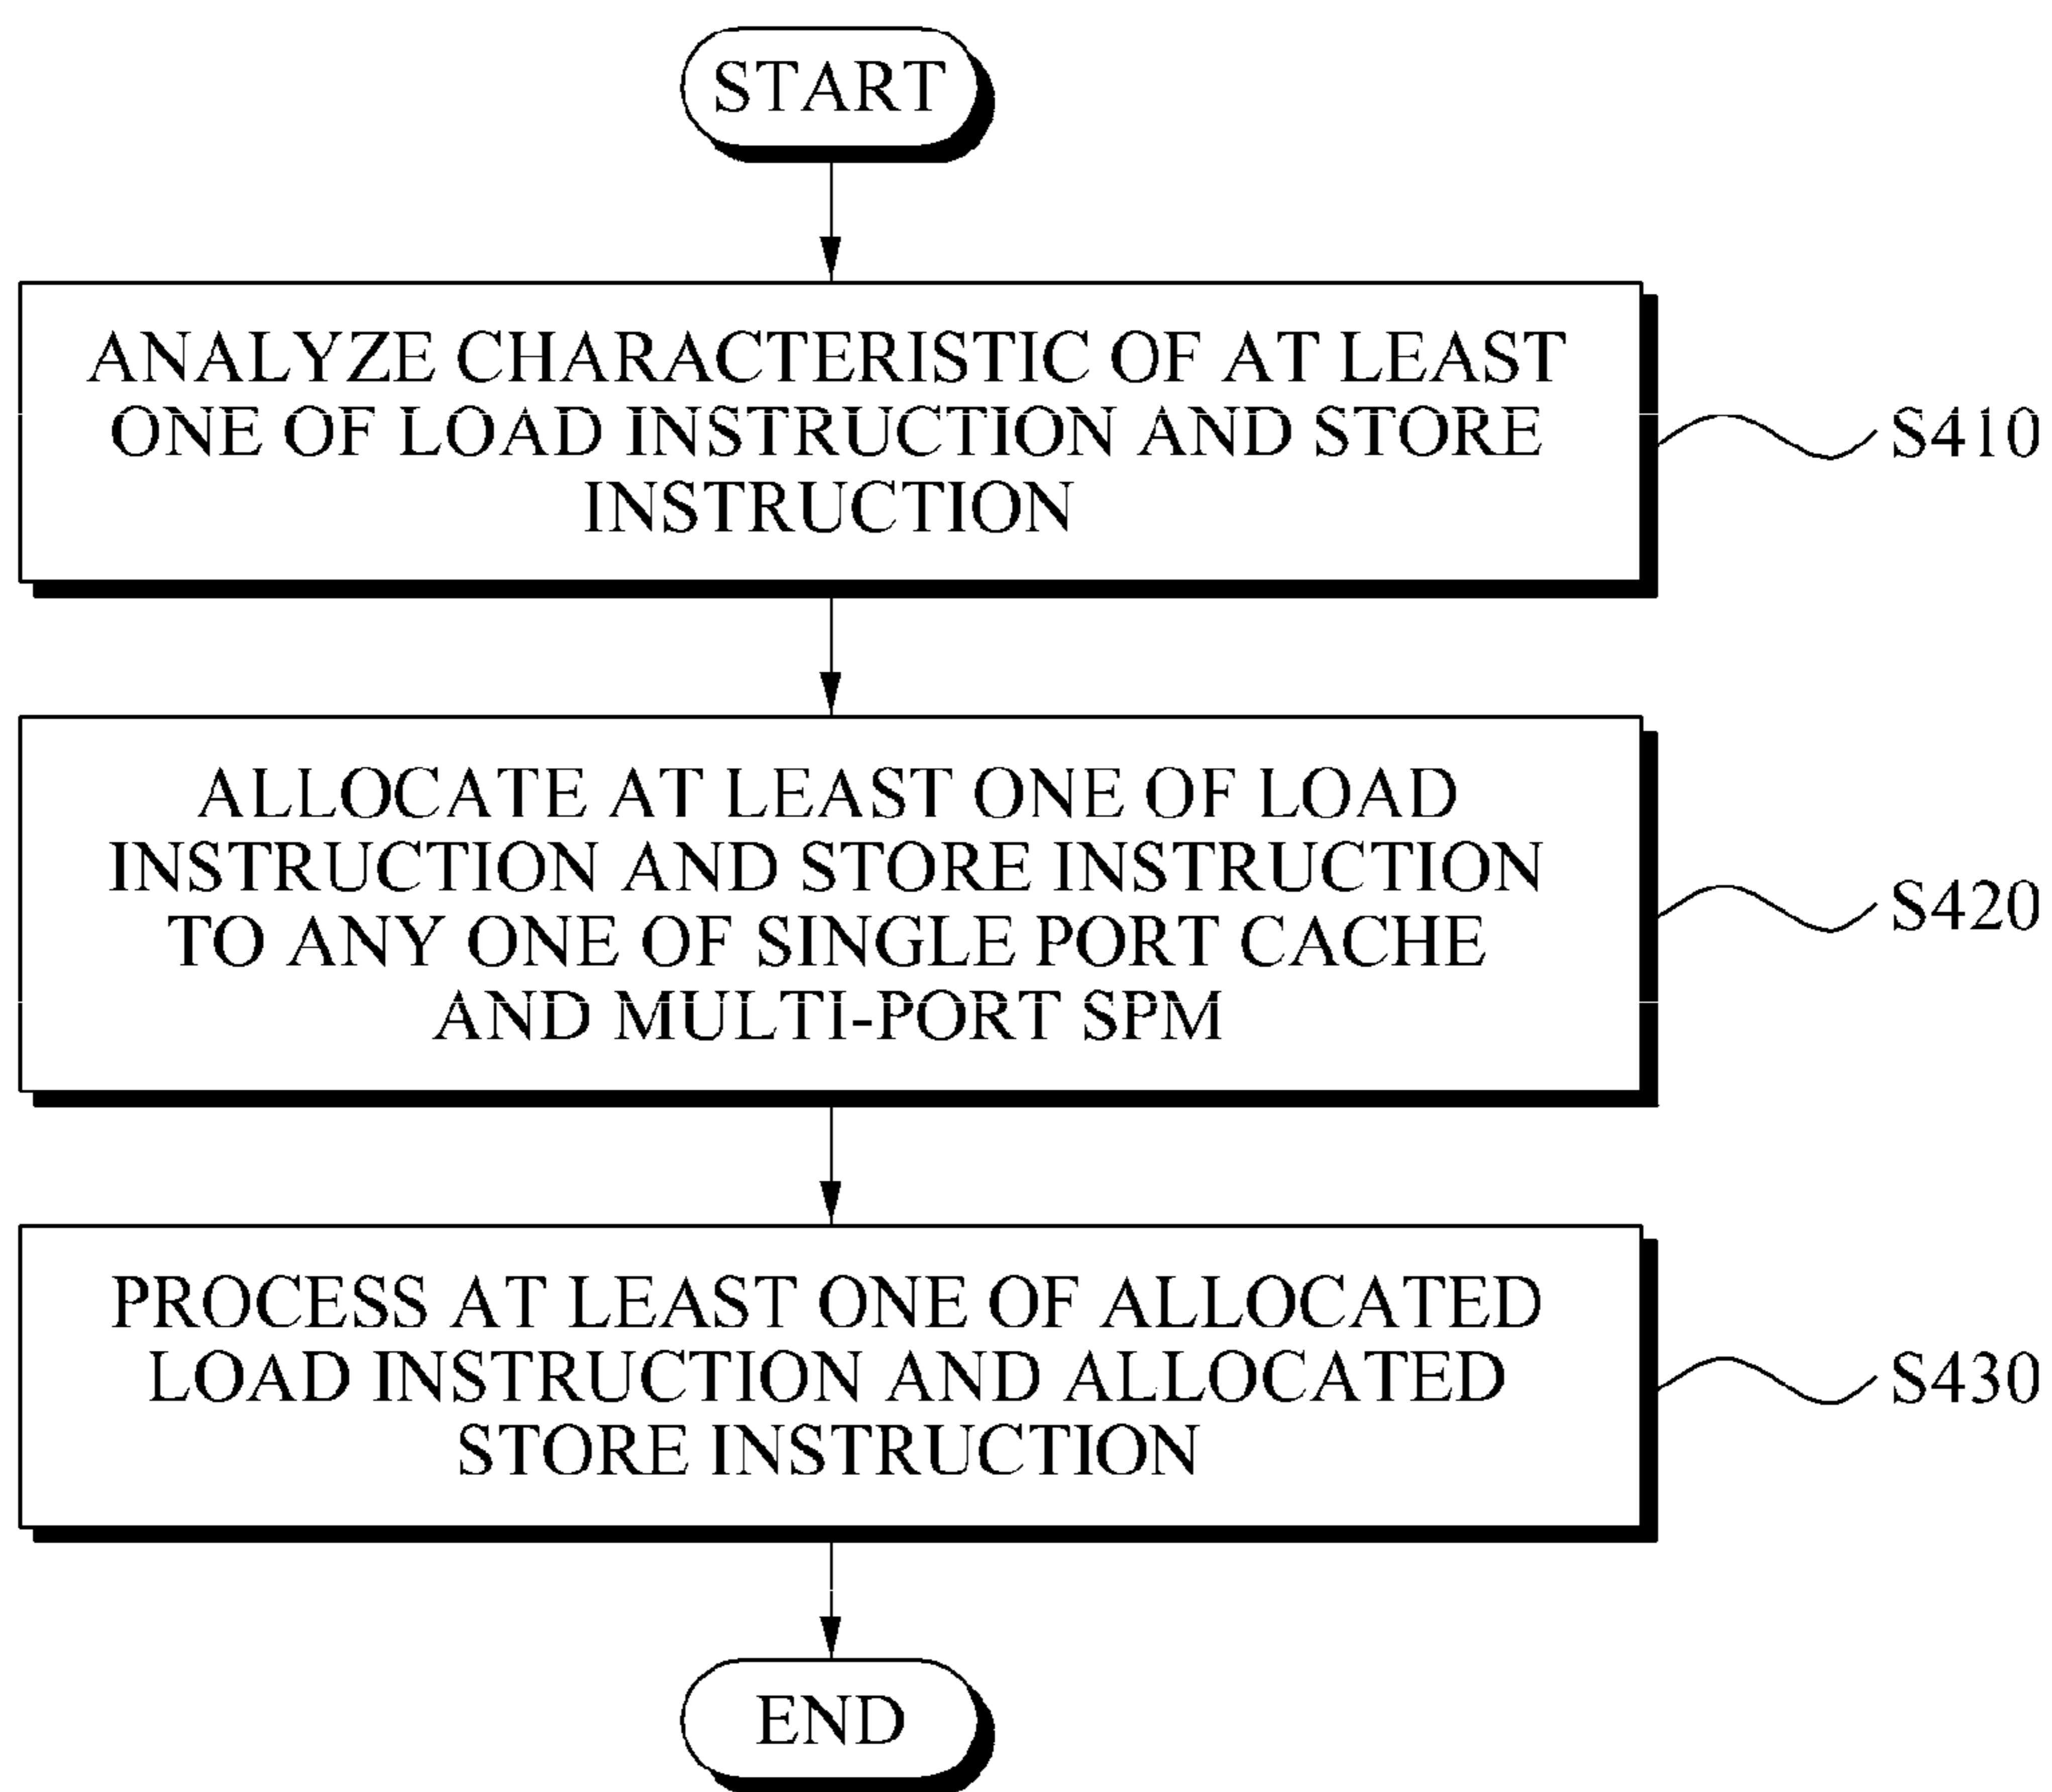 START
ANALYZE CHARACTERISTIC OF AT LEAST
ONE OF LOAD INSTRUCTION AND STORE
INSTRUCTION
S410
ALLOCATE AT LEAST ONE OF LOAD
INSTRUCTION AND STORE INSTRUCTION
TO ANY ONE OF SINGLE PORT CACHE
AND MULTI-PORT SPM
S420
PROCESS AT LEAST ONE OF ALLOCATED
LOAD INSTRUCTION AND ALLOCATED
STORE INSTRUCTION
S430
END